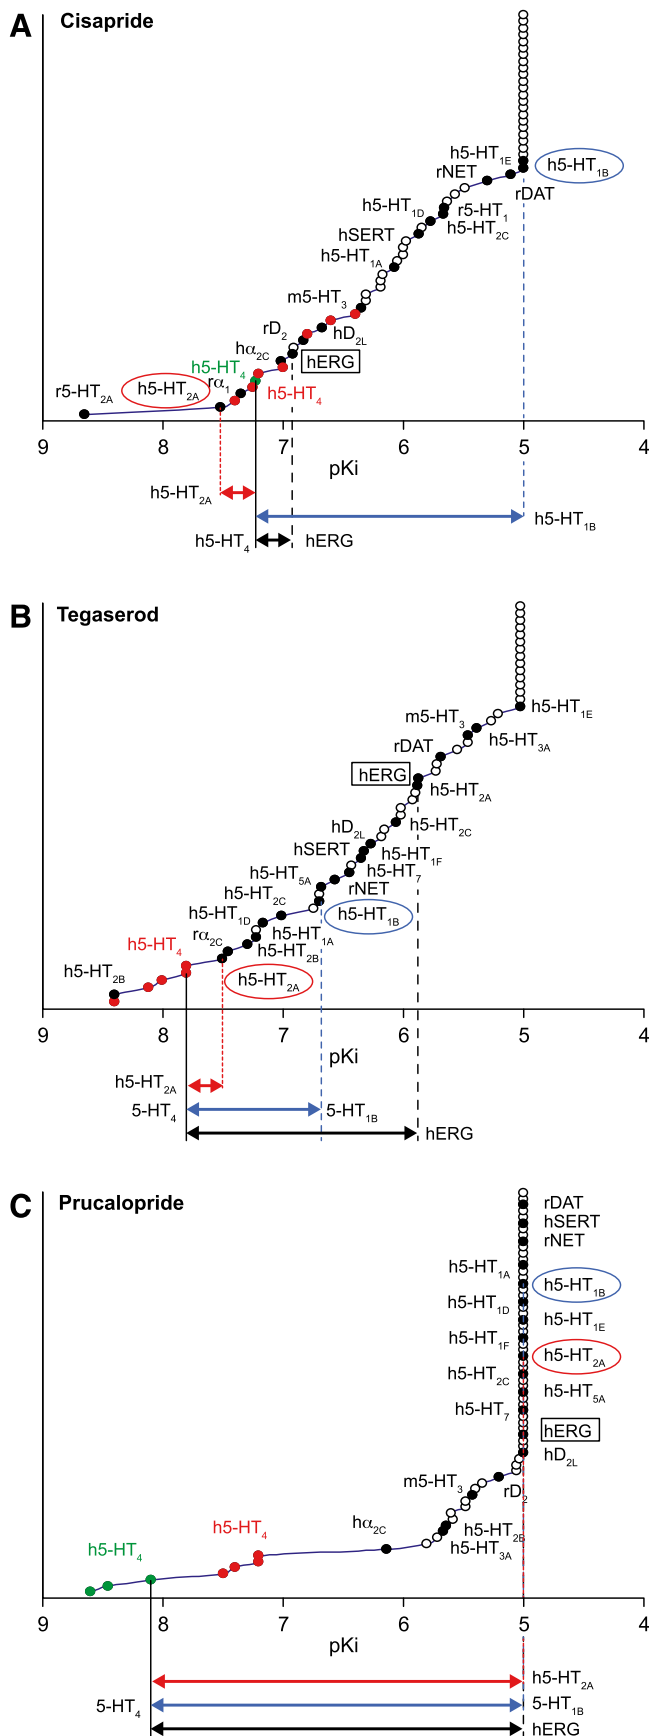 A Cisapride
h5-HT1E
h5-HT1B
rNET
rDAT
h5-HT1D
r5-HT1
h5-HT2C
hSERT
h5-HT1A
m5-HT3
rD2
hD2L
hα2C
hERG
h5-HT4
r5-HT2A
h5-HT2A
rα1
h5-HT4
9 8 7 6 5 4
pKi
h5-HT2A
h5-HT1B
h5-HT4
hERG
B Tegaserod
h5-HT1E
m5-HT3
h5-HT3A
rDAT
hERG
h5-HT2A
hD2L
h5-HT2C
hSERT
h5-HT1F
h5-HT7
h5-HT5A
rNET
h5-HT2C
h5-HT1B
h5-HT1D
h5-HT1A
rα2C
h5-HT4
h5-HT2B
h5-HT2B
h5-HT2A
9 8 7 6 5 4
pKi
h5-HT2A
5-HT4
5-HT1B
hERG
C Prucalopride
rDAT
hSERT
rNET
h5-HT1A
h5-HT1B
h5-HT1D
h5-HT1E
h5-HT1F
h5-HT2A
h5-HT2C
h5-HT5A
h5-HT7
hERG
hD2L
m5-HT3
rD2
hα2C
h5-HT4
h5-HT2B
h5-HT3A
h5-HT4
9 8 7 6 5 4
pKi
h5-HT2A
5-HT4
5-HT1B
hERG